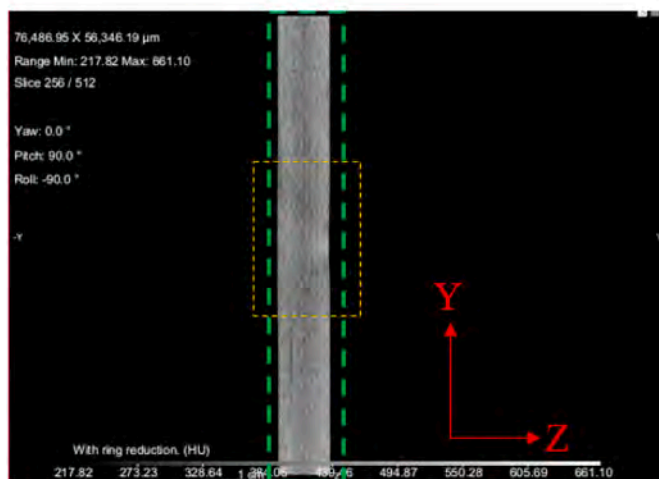 76,486.95 X 56,346.19 µm
Range Min: 217.82 Max: 661.10
Slice 256 / 512
Yaw: 0.0 °
Pitch: 90.0 °
Roll: -90.0 °
-Y
Y
Z
With ring reduction. (HU)
217.82 273.23 328.64 494.87 550.28 605.69 661.10